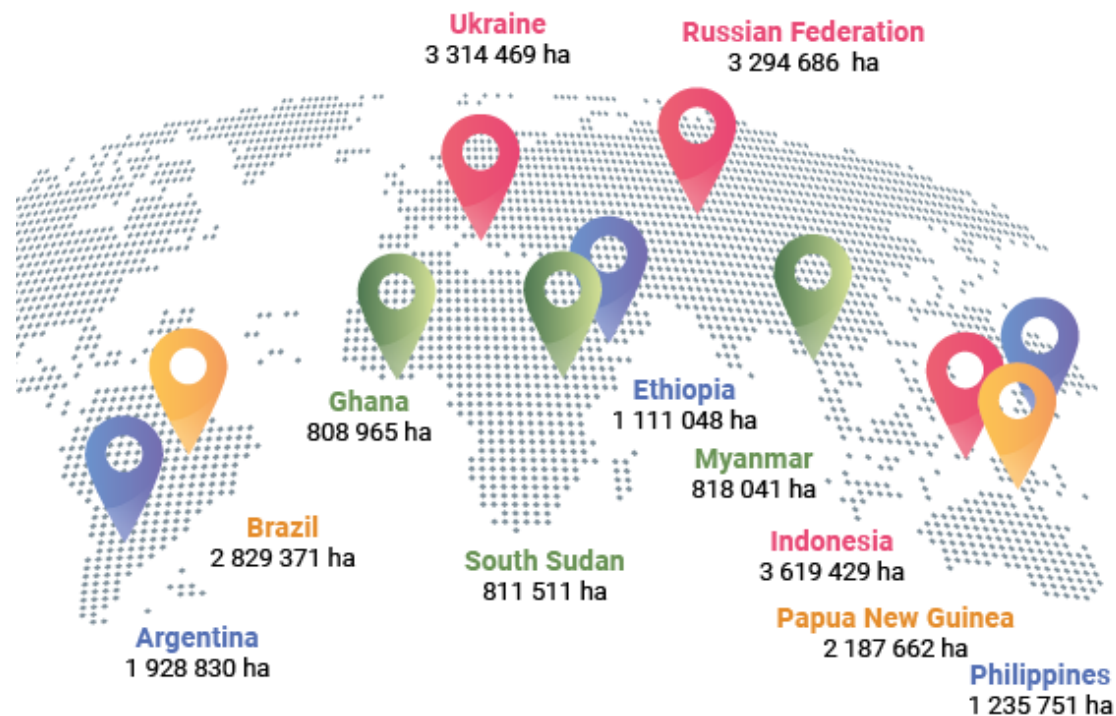 Ukraine
3 314 469 ha
Russian Federation
3 294 686 ha
Ghana
808 965 ha
Ethiopia
1 111 048 ha
Myanmar
818 041 ha
Brazil
2 829 371 ha
South Sudan
811 511 ha
Indonesia
3 619 429 ha
Argentina
1 928 830 ha
Papua New Guinea
2 187 662 ha
Philippines
1 235 751 ha